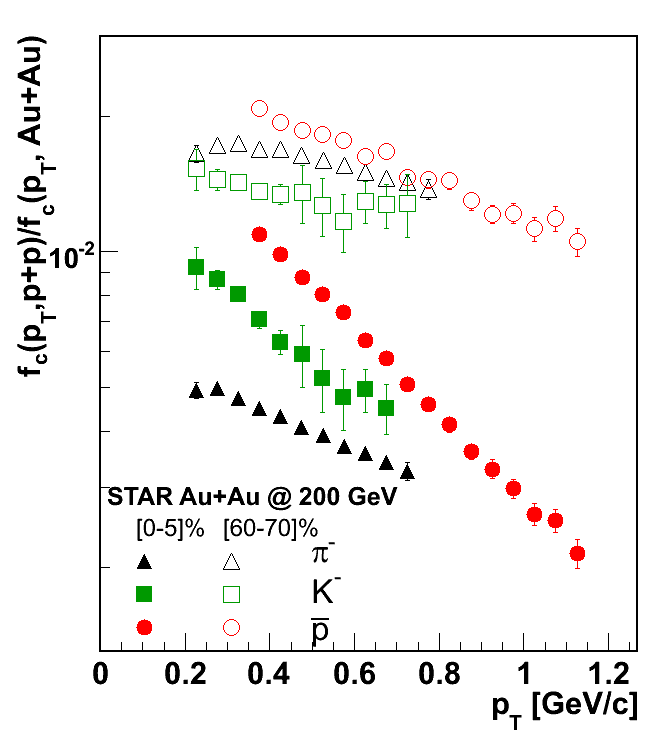 f_c(p_T,p+p)/f_c(p_T, Au+Au)
10^-2
STAR Au+Au @ 200 GeV
[0-5]% [60-70]%
π^-
K^-
p̅
0 0.2 0.4 0.6 0.8 1 1.2
p_T [GeV/c]